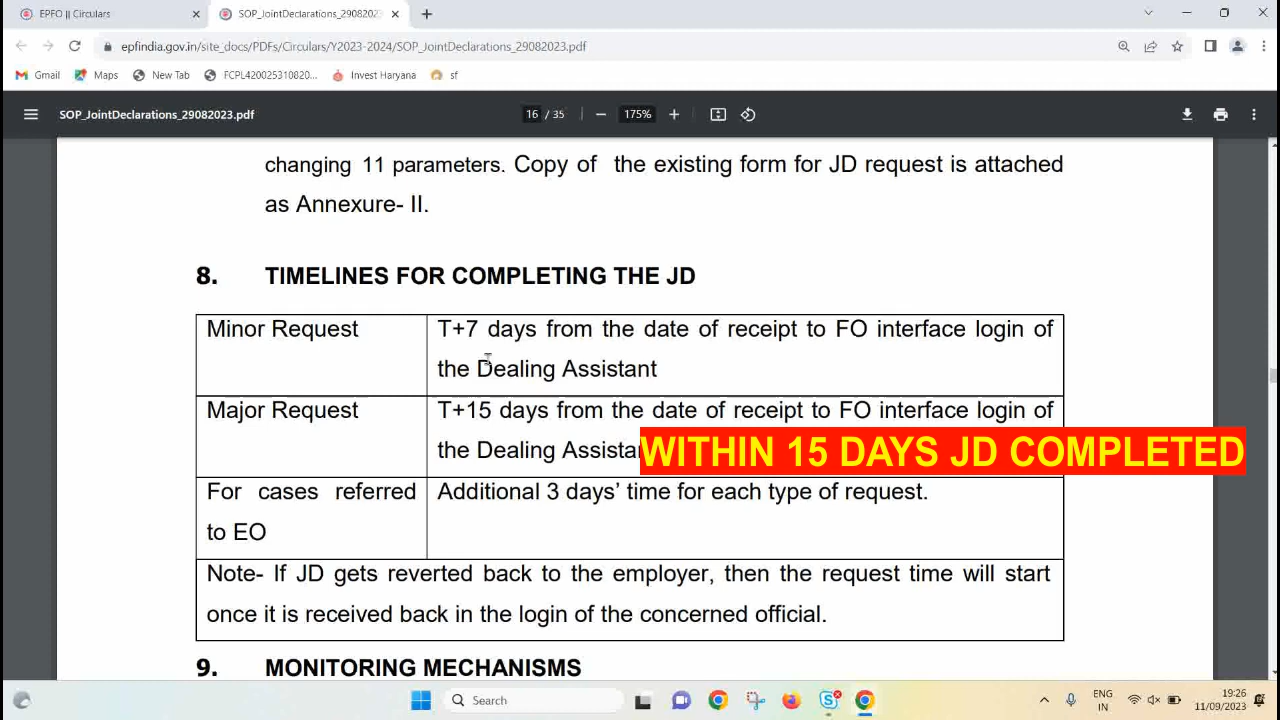 EPFO || Circulars
SOP_JointDeclarations_2908202
epfindia.gov.in/site_docs/PDFs/Circulars/Y2023-2024/SOP_JointDeclarations_29082023.pdf
Gmail Maps New Tab FCPL420025310820... Invest Haryana sf
SOP_JointDeclarations_29082023.pdf 16 / 35 175%
changing 11 parameters. Copy of the existing form for JD request is attached
as Annexure- II.
8. TIMELINES FOR COMPLETING THE JD
Minor Request T+7 days from the date of receipt to FO interface login of
the Dealing Assistant
Major Request T+15 days from the date of receipt to FO interface login of
the Dealing Assistan
WITHIN 15 DAYS JD COMPLETED
For cases referred Additional 3 days’ time for each type of request.
to EO
Note- If JD gets reverted back to the employer, then the request time will start
once it is received back in the login of the concerned official.
9. MONITORING MECHANISMS
Search
ENG 19:26
IN 11/09/2023